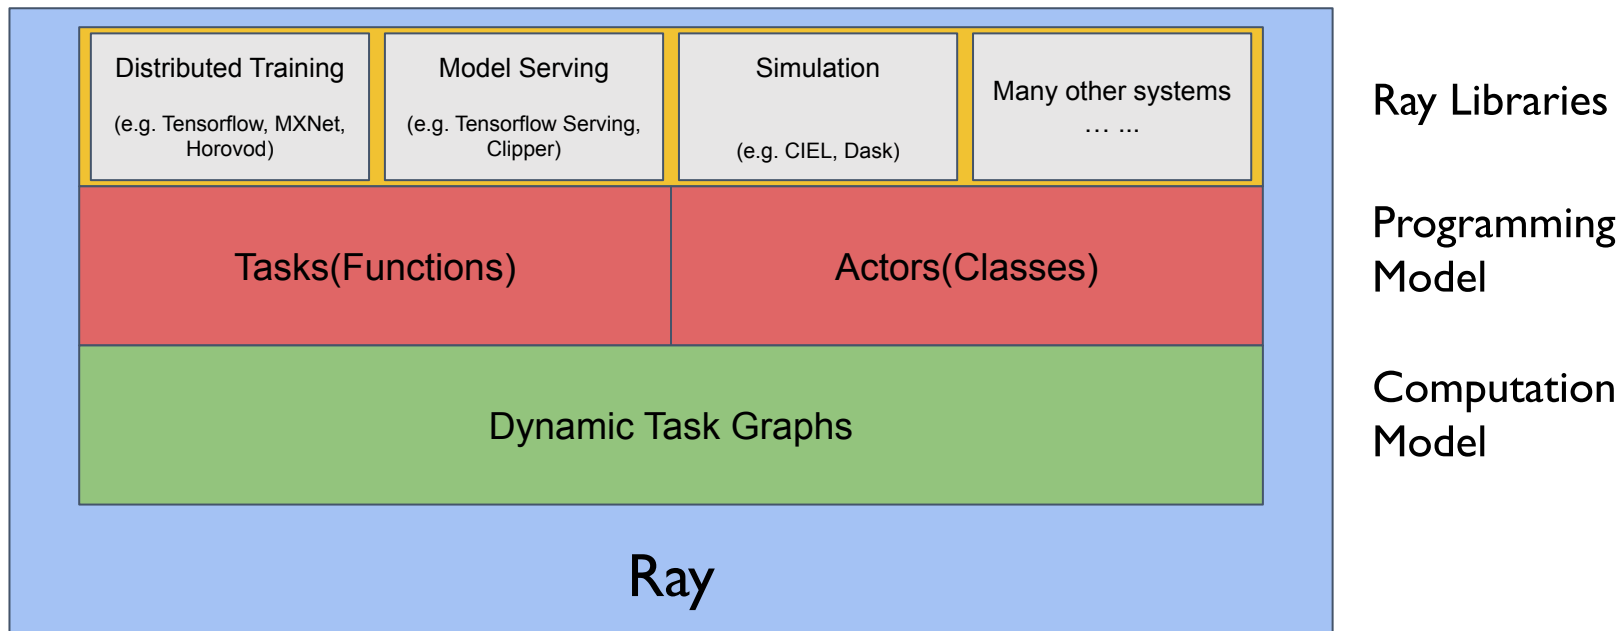 Distributed Training
(e.g. Tensorflow, MXNet,
Horovod)
Model Serving
(e.g. Tensorflow Serving,
Clipper)
Simulation
(e.g. CIEL, Dask)
Many other systems
… ...
Ray Libraries
Tasks(Functions)
Actors(Classes)
Programming
Model
Dynamic Task Graphs
Computation
Model
Ray